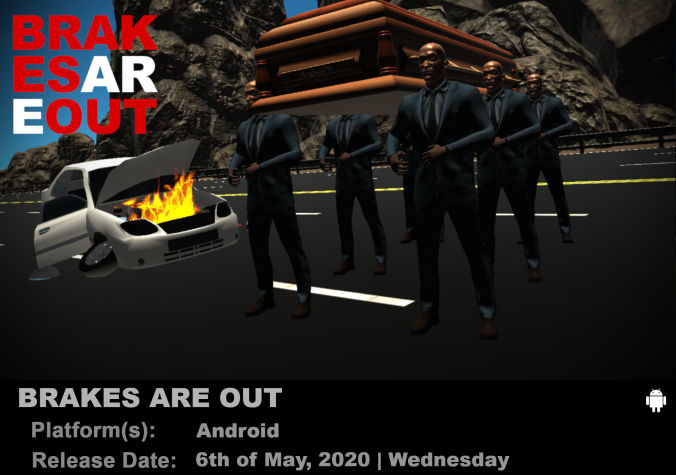 BRAK
ESAR
EOUT
BRAKES ARE OUT
Platform(s): Android
Release Date: 6th of May, 2020 | Wednesday